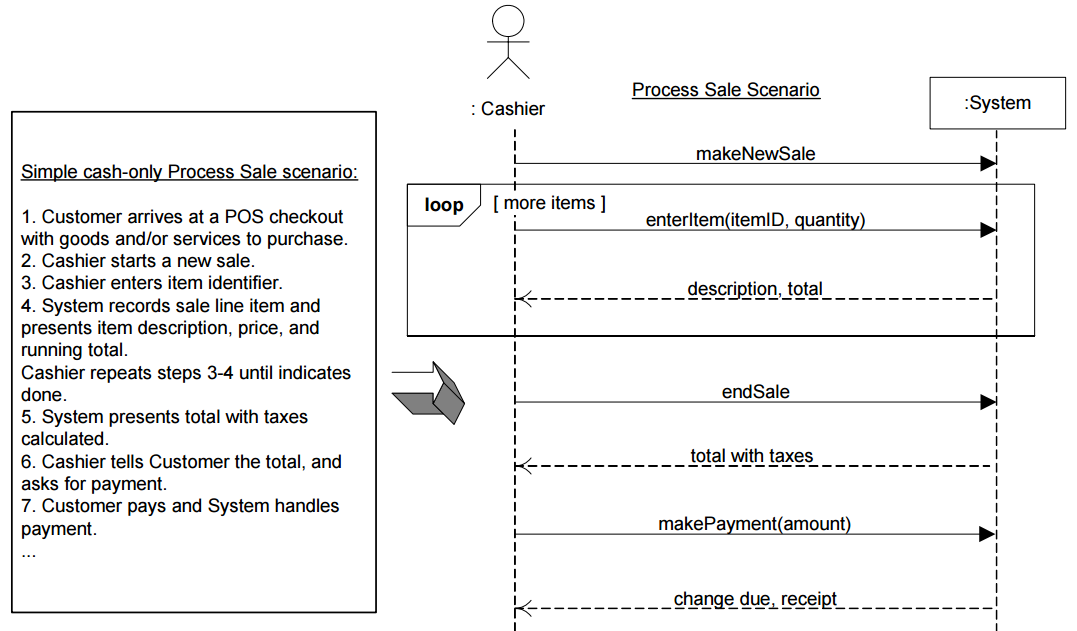 Simple cash-only Process Sale scenario:
1. Customer arrives at a POS checkout
with goods and/or services to purchase.
2. Cashier starts a new sale.
3. Cashier enters item identifier.
4. System records sale line item and
presents item description, price, and
running total.
Cashier repeats steps 3-4 until indicates
done.
5. System presents total with taxes
calculated.
6. Cashier tells Customer the total, and
asks for payment.
7. Customer pays and System handles
payment.
...
Process Sale Scenario
: Cashier
:System
makeNewSale
loop
[ more items ]
enterItem(itemID, quantity)
description, total
endSale
total with taxes
makePayment(amount)
change due, receipt